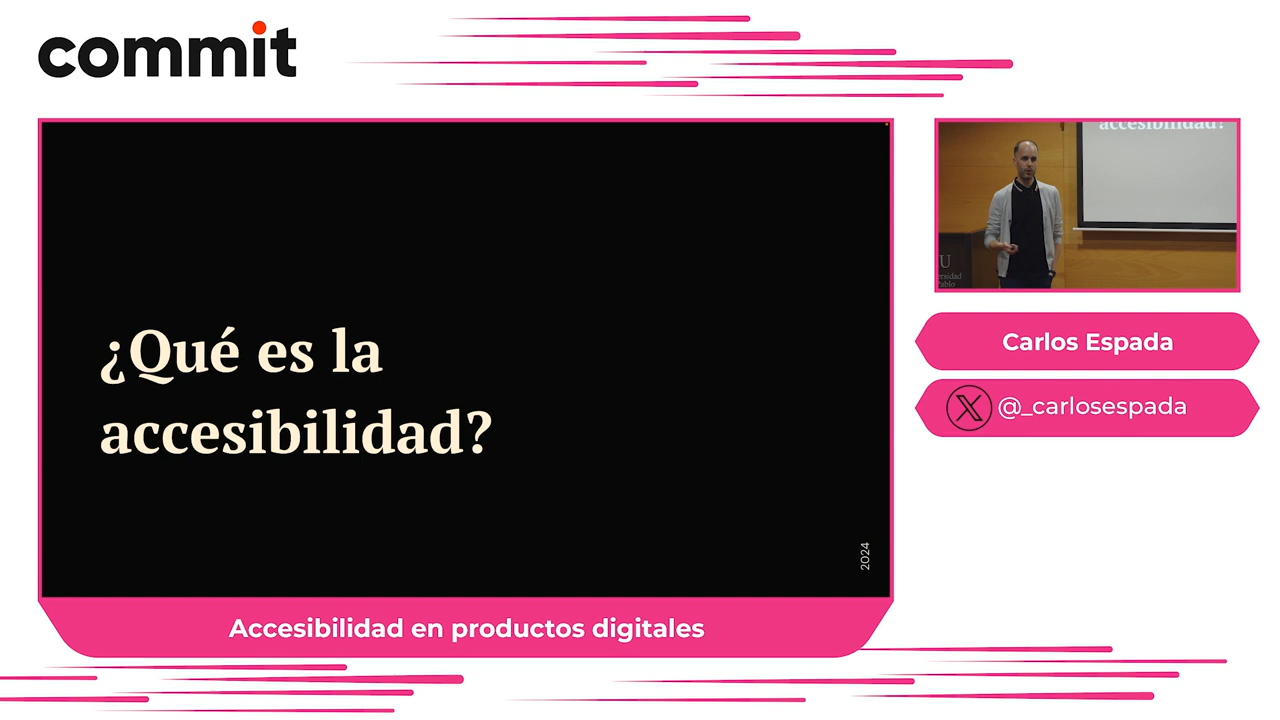 commit
¿Qué es la
accesibilidad?
2024
Accesibilidad en productos digitales
accesibilidad?
U
Carlos Espada
@_carlosespada